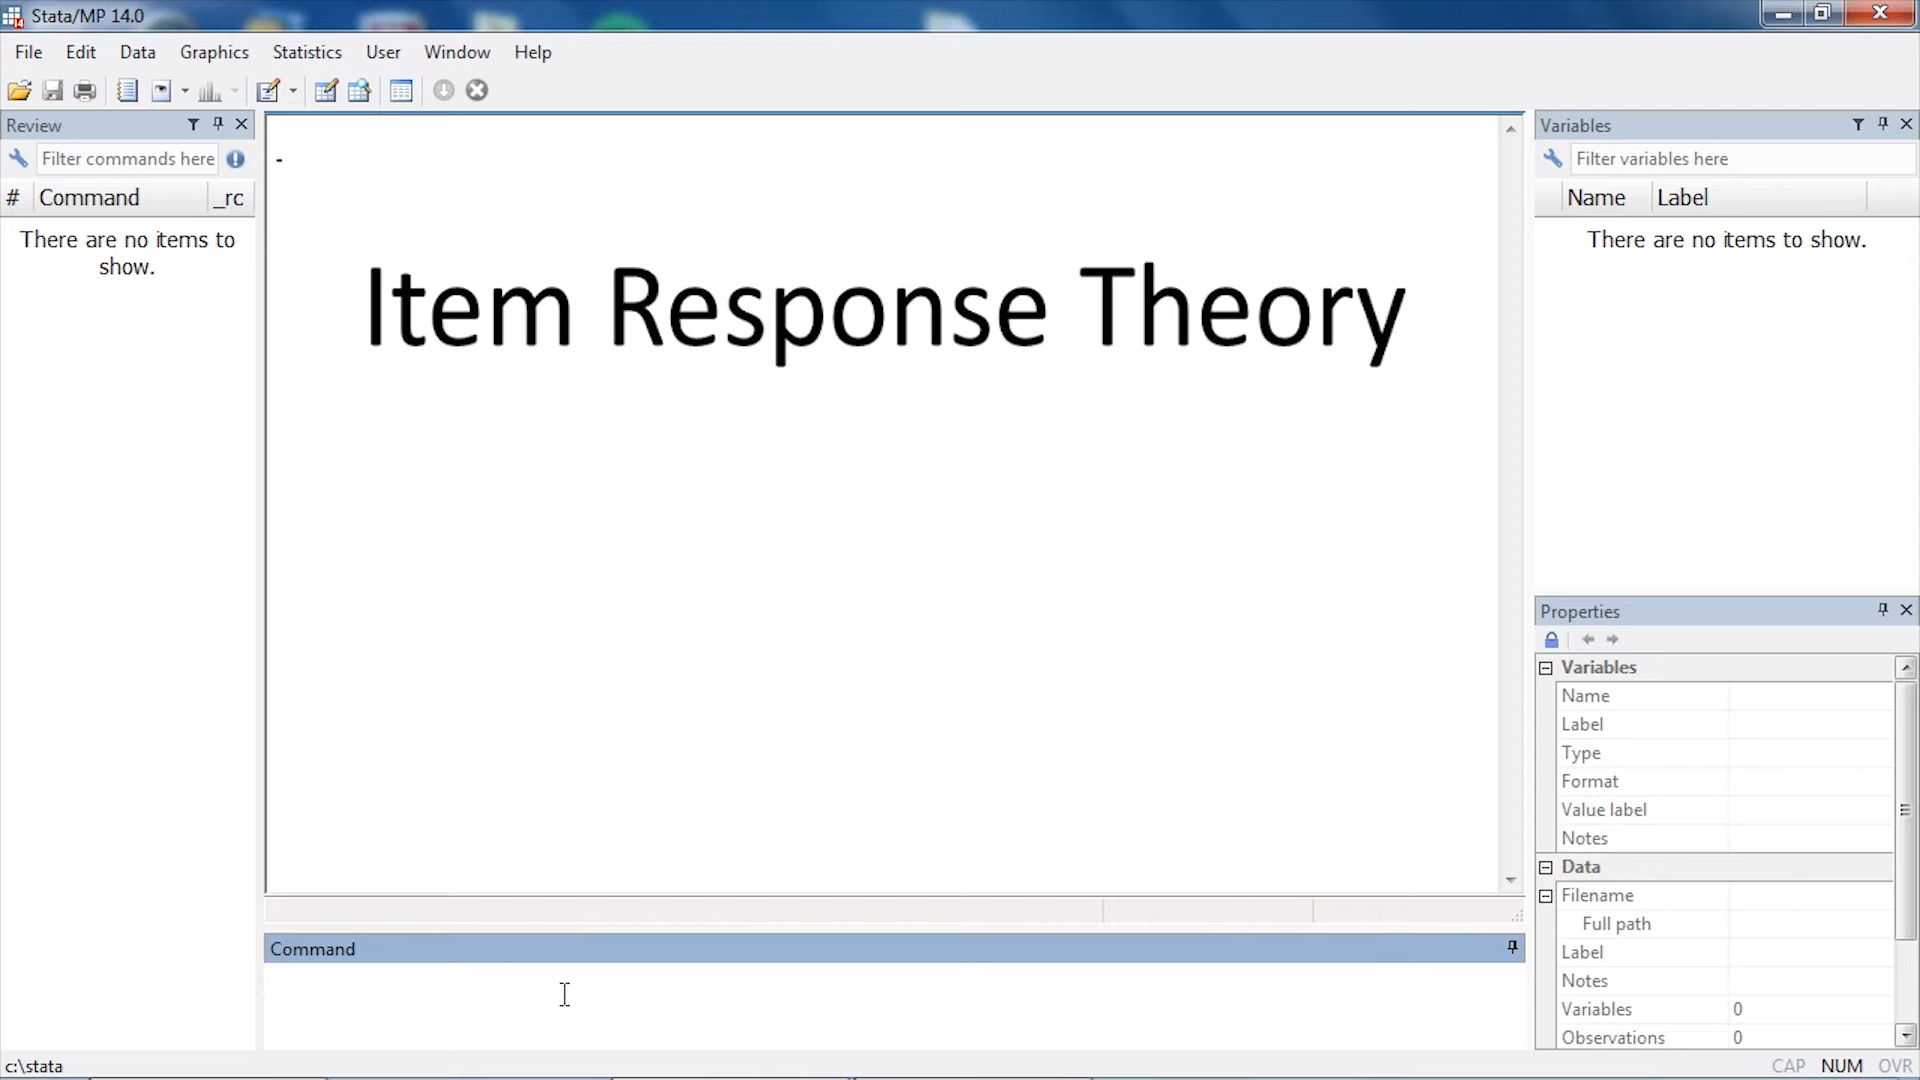 Stata/MP 14.0
File Edit Data Graphics Statistics User Window Help
Review
Filter commands here
# Command _rc
There are no items to
show.
-
Item Response Theory
Command
Variables
Filter variables here
Name Label
There are no items to show.
Properties
Variables
Name
Label
Type
Format
Value label
Notes
Data
Filename
Full path
Label
Notes
Variables 0
Observations 0
c:\stata
CAP NUM OVR